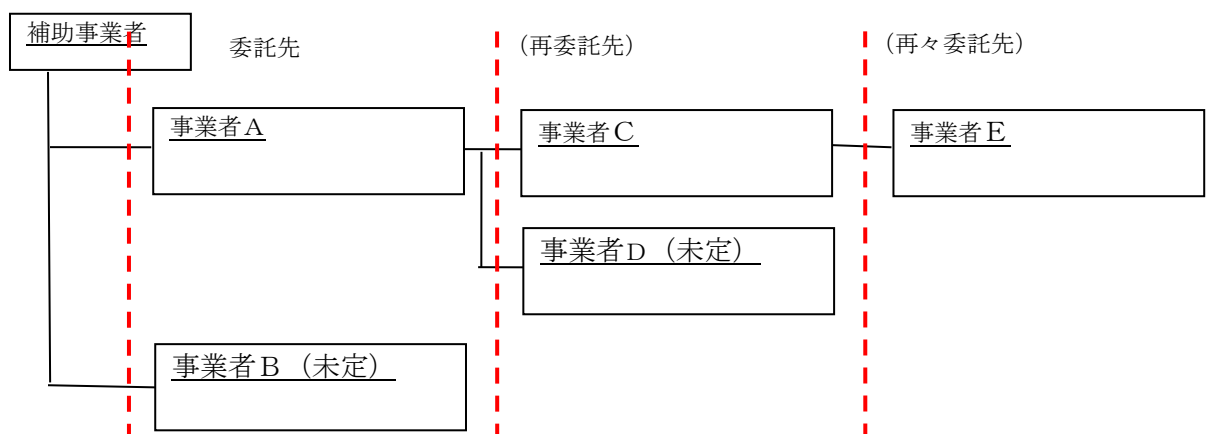 補助事業者
委託先
（再委託先）
（再々委託先）
事業者A
事業者C
事業者E
事業者D（未定）
事業者B（未定）